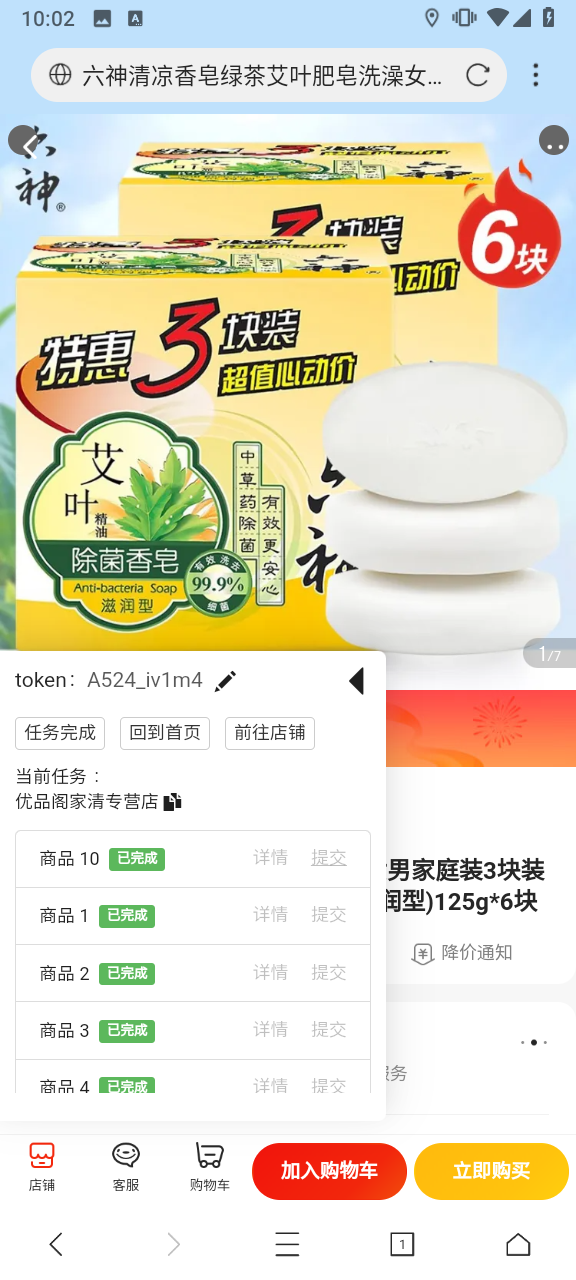 10:02
六神清凉香皂绿茶艾叶肥皂洗澡女...
六神®
6块
块装
心动价
特惠3块装
超值心动价
艾叶
精油
除菌香皂
Anti-bacteria Soap
滋润型
中草药除菌
有效更安心
有效洗去
99.9%
细菌
六神
1/7
token： A524_iv1m4
任务完成
回到首页
前往店铺
当前任务：
优品阁家清专营店
商品 10 已完成 详情 提交
商品 1 已完成 详情 提交
商品 2 已完成 详情 提交
商品 3 已完成 详情 提交
商品 4 已完成 详情 提交
男家庭装3块装
润型)125g*6块
降价通知
服务
店铺
客服
购物车
加入购物车
立即购买
1